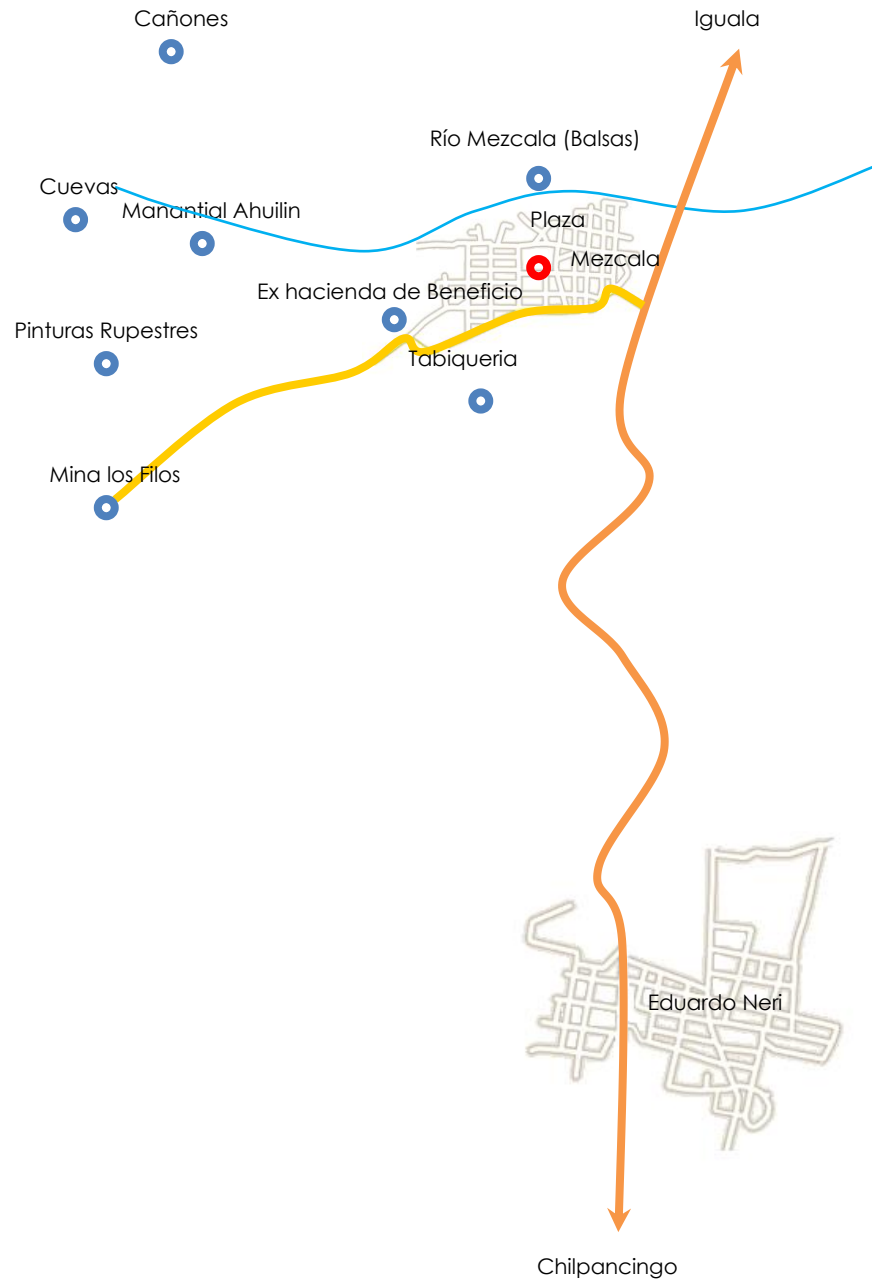 Cañones
Iguala
Río Mezcala (Balsas)
Cuevas
Manantial Ahuilin
Plaza
Mezcala
Ex hacienda de Beneficio
Pinturas Rupestres
Tabiqueria
Mina los Filos
Eduardo Neri
Chilpancingo